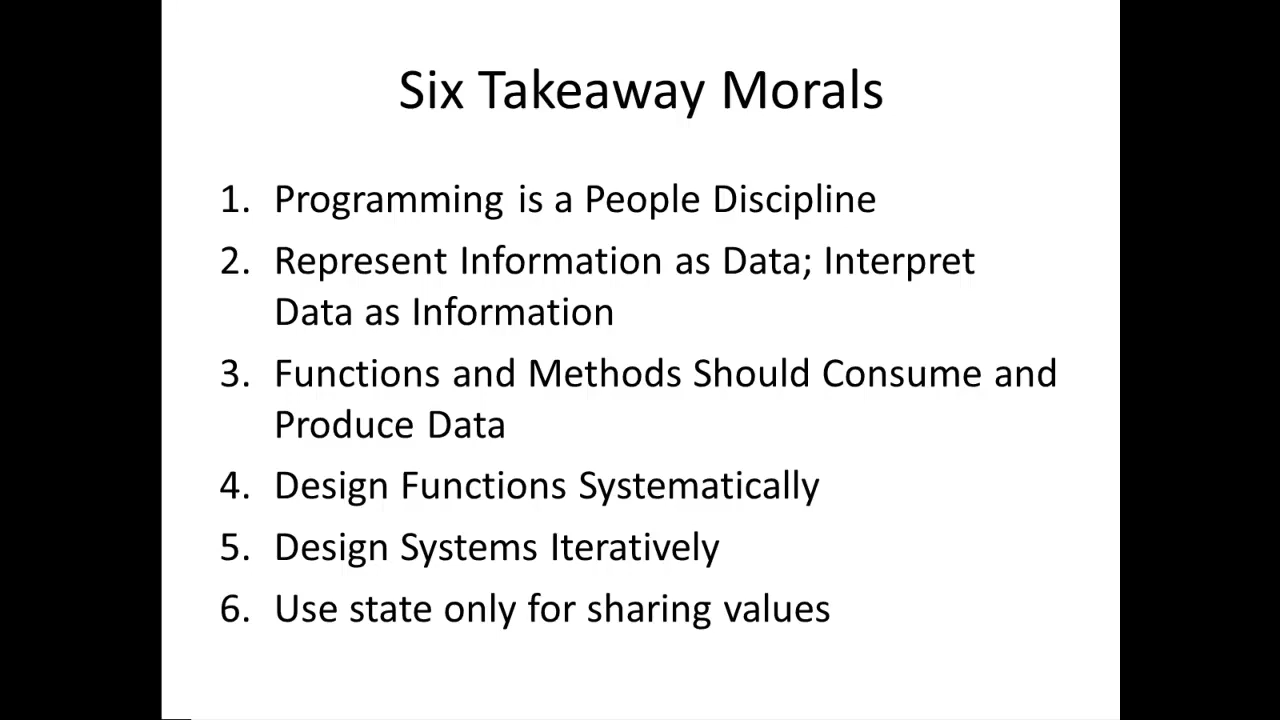 Six Takeaway Morals
1. Programming is a People Discipline
2. Represent Information as Data; Interpret
Data as Information
3. Functions and Methods Should Consume and
Produce Data
4. Design Functions Systematically
5. Design Systems Iteratively
6. Use state only for sharing values